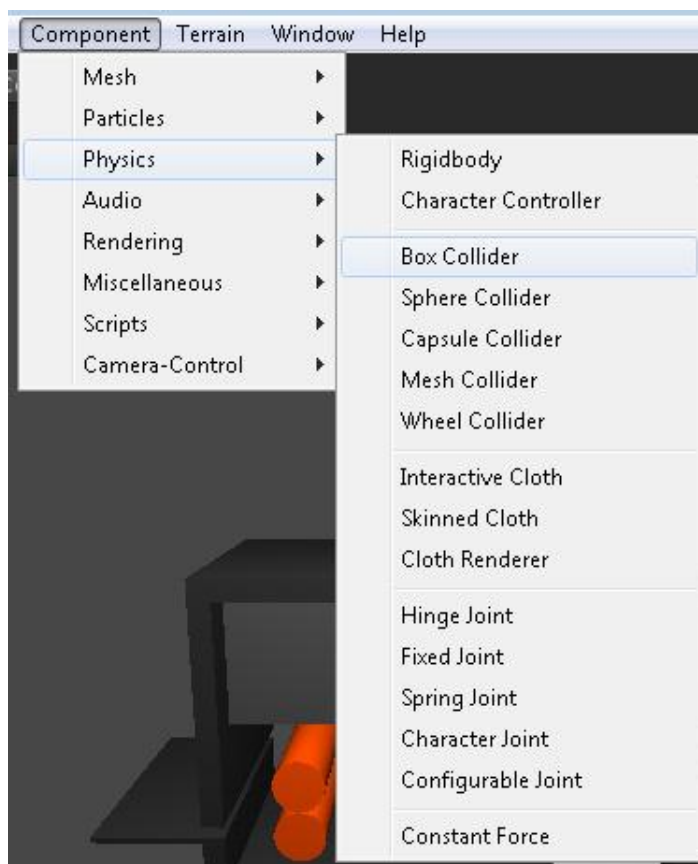 Component Terrain Window Help
Mesh
Particles
Physics
Audio
Rendering
Miscellaneous
Scripts
Camera-Control
Rigidbody
Character Controller
Box Collider
Sphere Collider
Capsule Collider
Mesh Collider
Wheel Collider
Interactive Cloth
Skinned Cloth
Cloth Renderer
Hinge Joint
Fixed Joint
Spring Joint
Character Joint
Configurable Joint
Constant Force